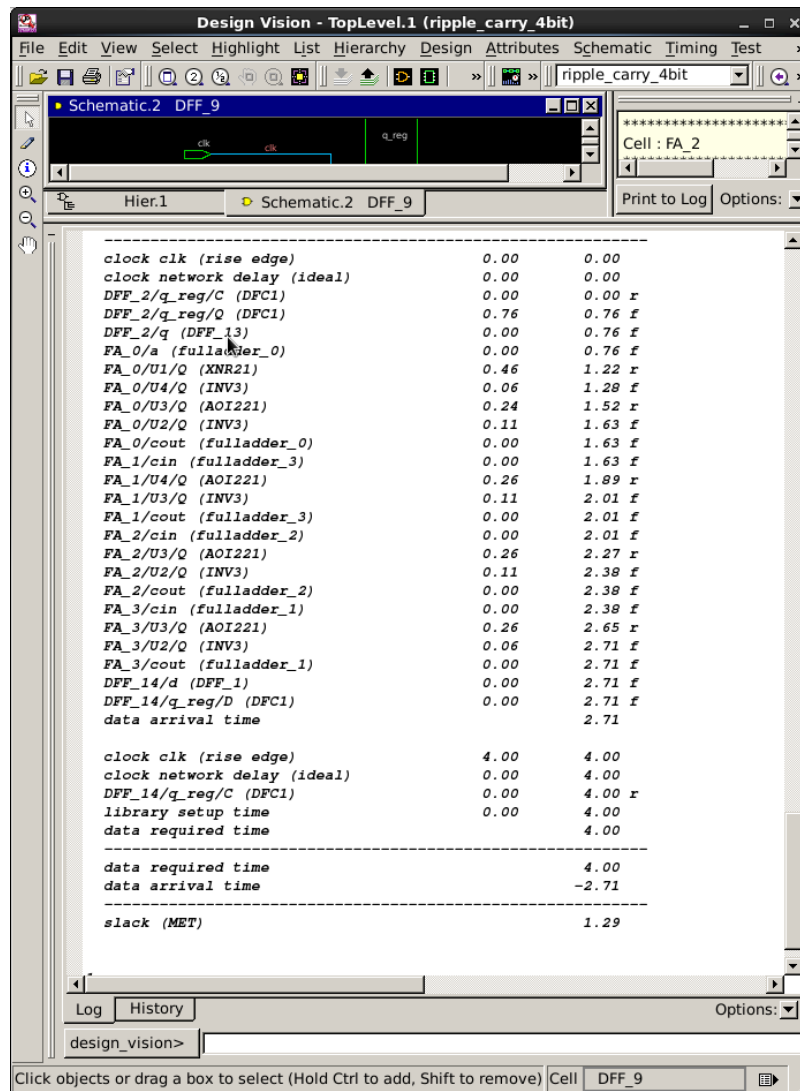 Design Vision - TopLevel.1 (ripple_carry_4bit)
File Edit View Select Highlight List Hierarchy Design Attributes Schematic Timing Test »
» » ripple_carry_4bit »
Schematic.2 DFF_9
clk clk q_reg
Cell : FA_2
Hier.1 Schematic.2 DFF_9 Print to Log Options:
------------------------------------------------------------
clock clk (rise edge) 0.00 0.00
clock network delay (ideal) 0.00 0.00
DFF_2/q_reg/C (DFC1) 0.00 0.00 r
DFF_2/q_reg/Q (DFC1) 0.76 0.76 f
DFF_2/q (DFF_13) 0.00 0.76 f
FA_0/a (fulladder_0) 0.00 0.76 f
FA_0/U1/Q (XNR21) 0.46 1.22 r
FA_0/U4/Q (INV3) 0.06 1.28 f
FA_0/U3/Q (AOI221) 0.24 1.52 r
FA_0/U2/Q (INV3) 0.11 1.63 f
FA_0/cout (fulladder_0) 0.00 1.63 f
FA_1/cin (fulladder_3) 0.00 1.63 f
FA_1/U4/Q (AOI221) 0.26 1.89 r
FA_1/U3/Q (INV3) 0.11 2.01 f
FA_1/cout (fulladder_3) 0.00 2.01 f
FA_2/cin (fulladder_2) 0.00 2.01 f
FA_2/U3/Q (AOI221) 0.26 2.27 r
FA_2/U2/Q (INV3) 0.11 2.38 f
FA_2/cout (fulladder_2) 0.00 2.38 f
FA_3/cin (fulladder_1) 0.00 2.38 f
FA_3/U3/Q (AOI221) 0.26 2.65 r
FA_3/U2/Q (INV3) 0.06 2.71 f
FA_3/cout (fulladder_1) 0.00 2.71 f
DFF_14/d (DFF_1) 0.00 2.71 f
DFF_14/q_reg/D (DFC1) 0.00 2.71 f
data arrival time 2.71
clock clk (rise edge) 4.00 4.00
clock network delay (ideal) 0.00 4.00
DFF_14/q_reg/C (DFC1) 0.00 4.00 r
library setup time 0.00 4.00
data required time 4.00
------------------------------------------------------------
data required time 4.00
data arrival time -2.71
------------------------------------------------------------
slack (MET) 1.29
Log History Options:
design_vision>
Click objects or drag a box to select (Hold Ctrl to add, Shift to remove) Cell DFF_9